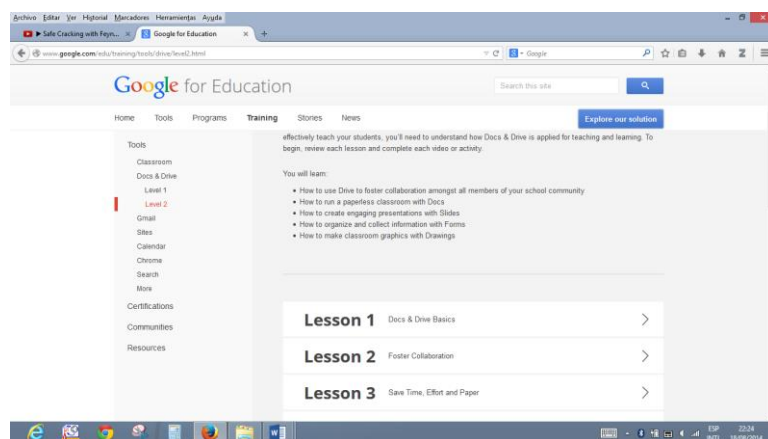 Archivo Editar Ver Historial Marcadores Herramientas Ayuda
Safe Cracking with Feyn...
Google for Education
www.google.com/edu/training/tools/drive/level2.html
Google
Google for Education
Search this site
Home Tools Programs Training Stories News
Explore our solution
Tools
Classroom
Docs & Drive
Level 1
Level 2
Gmail
Sites
Calendar
Chrome
Search
More
Certifications
Communities
Resources
effectively teach your students, you'll need to understand how Docs & Drive is applied for teaching and learning. To
begin, review each lesson and complete each video or activity.
You will learn:
• How to use Drive to foster collaboration amongst all members of your school community
• How to run a paperless classroom with Docs
• How to create engaging presentations with Slides
• How to organize and collect information with Forms
• How to make classroom graphics with Drawings
Lesson 1 Docs & Drive Basics
Lesson 2 Foster Collaboration
Lesson 3 Save Time, Effort and Paper
ESP 22:24
INTL 16/08/2014